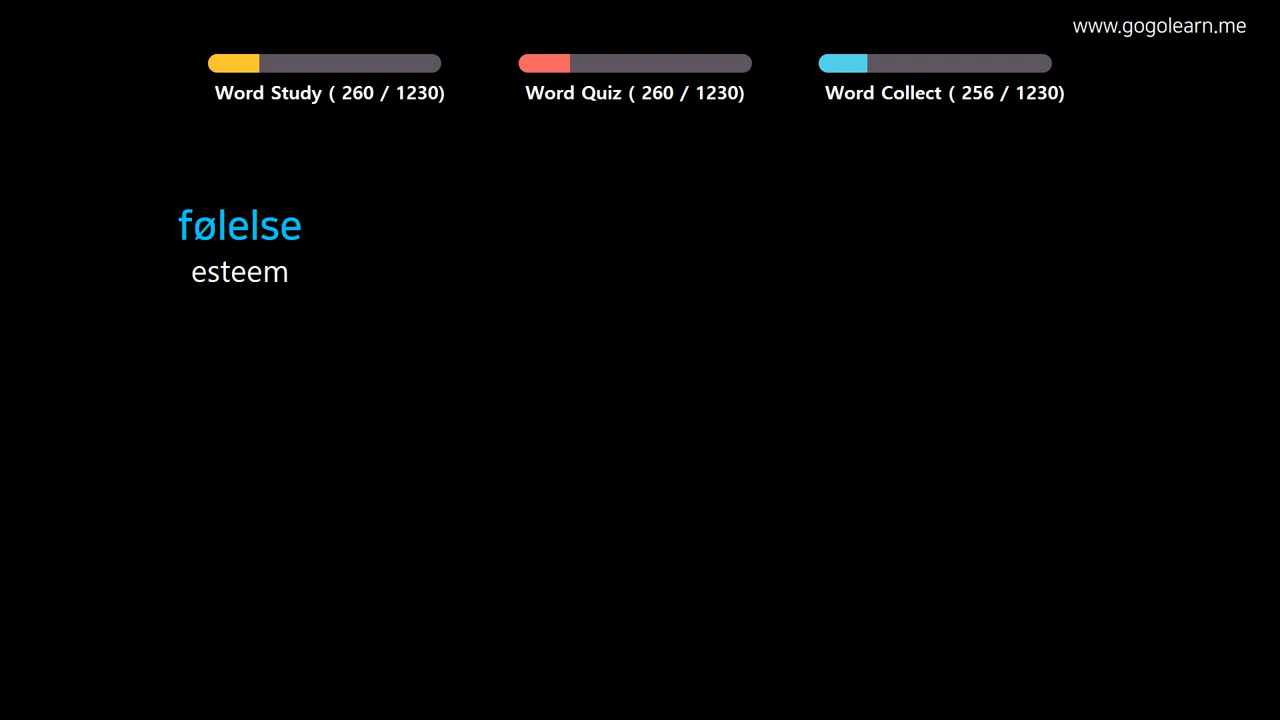 www.gogolearn.me
Word Study ( 260 / 1230)
Word Quiz ( 260 / 1230)
Word Collect ( 256 / 1230)
følelse
esteem